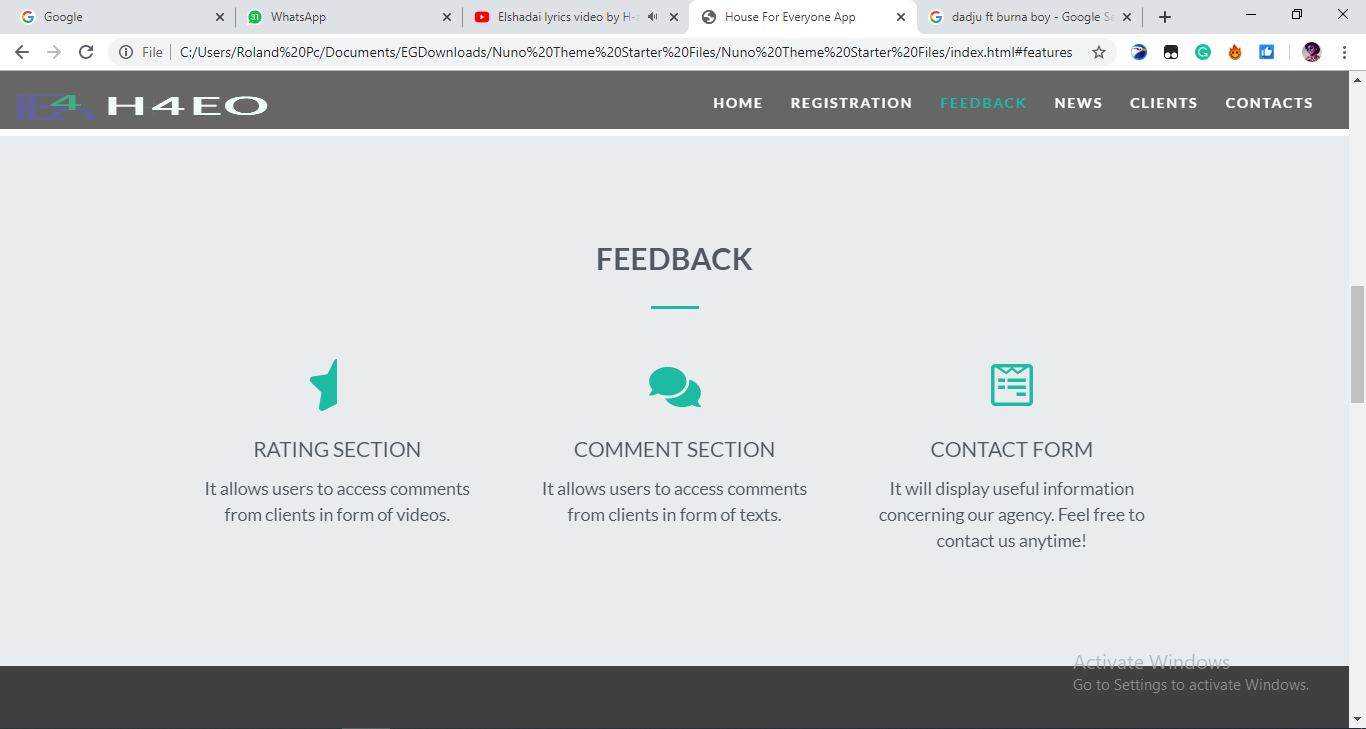 Google
31
WhatsApp
Elshadai lyrics video by H-
House For Everyone App
dadju ft burna boy - Google Se
File
C:/Users/Roland%20Pc/Documents/EGDownloads/Nuno%20Theme%20Starter%20Files/Nuno%20Theme%20Starter%20Files/index.html#features
H4EO
HOME REGISTRATION FEEDBACK NEWS CLIENTS CONTACTS
FEEDBACK
RATING SECTION
It allows users to access comments
from clients in form of videos.
COMMENT SECTION
It allows users to access comments
from clients in form of texts.
CONTACT FORM
It will display useful information
concerning our agency. Feel free to
contact us anytime!
Activate Windows
Go to Settings to activate Windows.